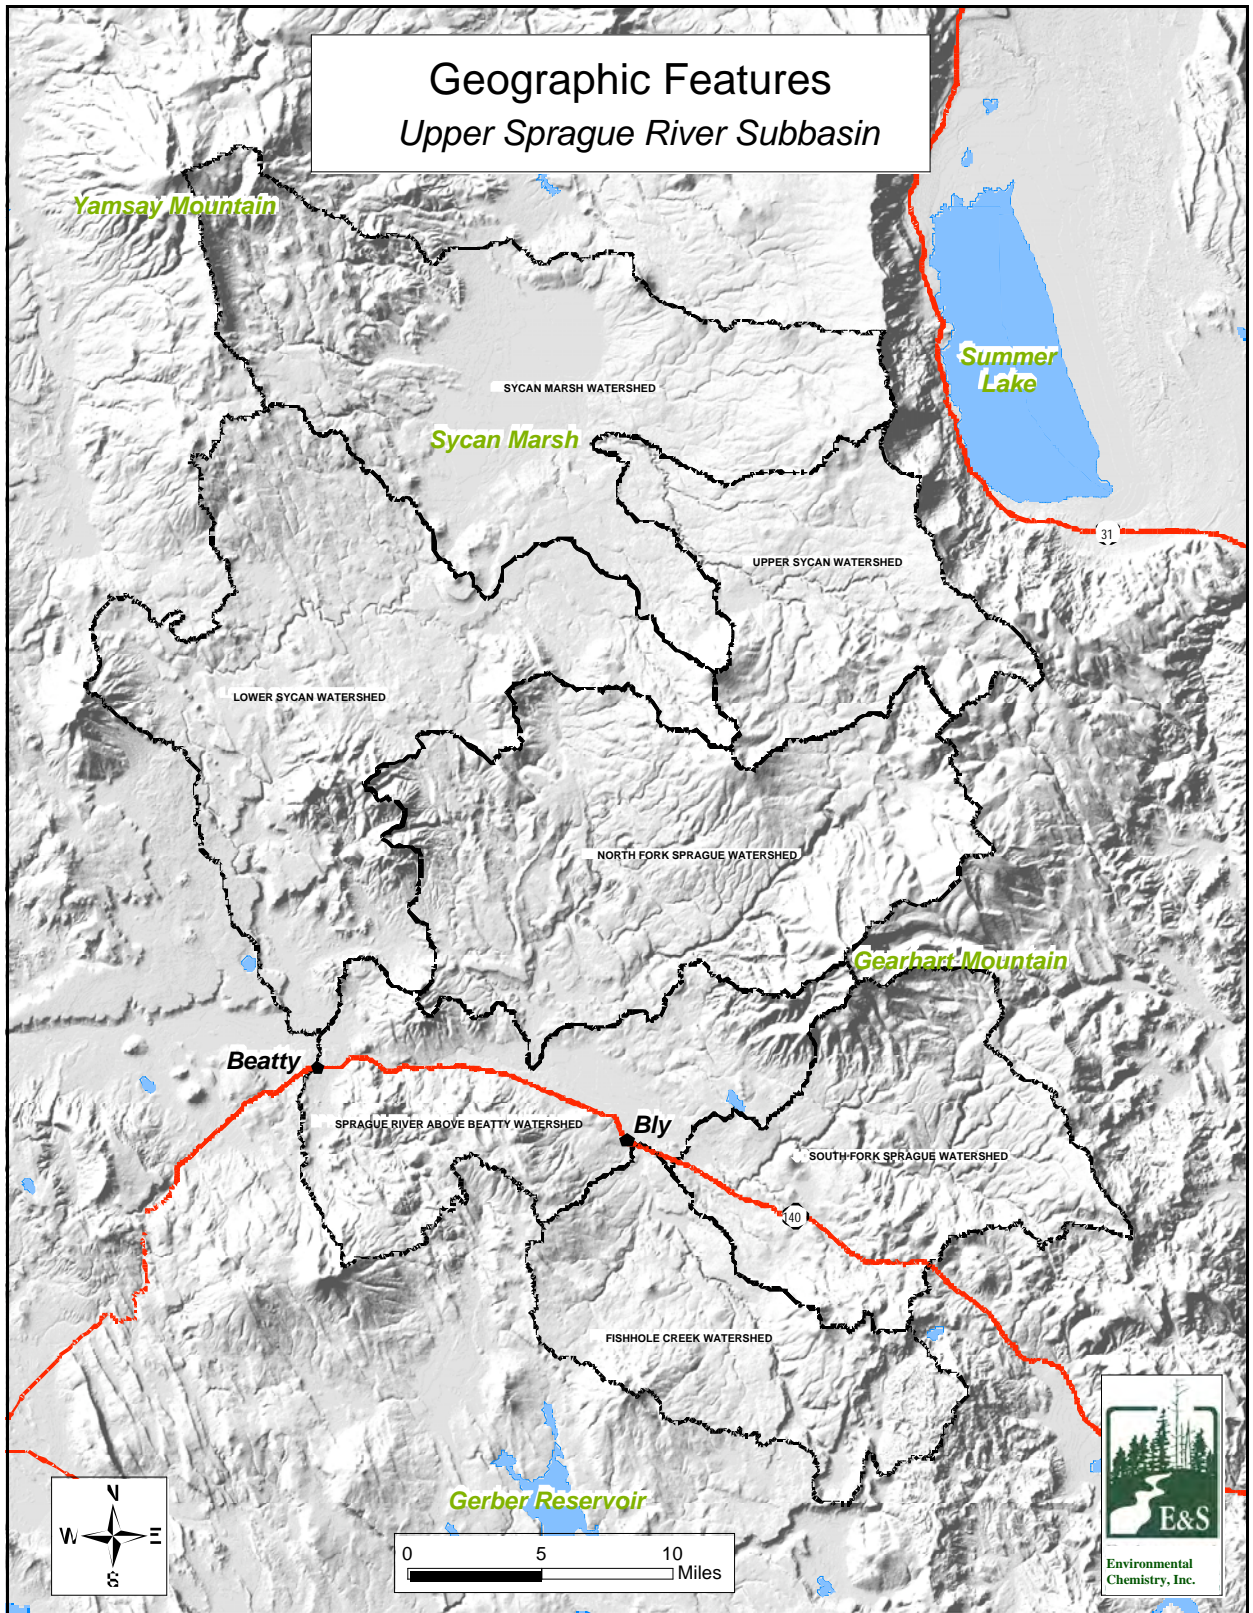 Geographic Features
Upper Sprague River Subbasin
Yamsay Mountain
Summer
Lake
SYCAN MARSH WATERSHED
Sycan Marsh
31
UPPER SYCAN WATERSHED
LOWER SYCAN WATERSHED
NORTH FORK SPRAGUE WATERSHED
Gearhart Mountain
Beatty
SPRAGUE RIVER ABOVE BEATTY WATERSHED
Bly
SOUTH FORK SPRAGUE WATERSHED
140
FISHHOLE CREEK WATERSHED
Gerber Reservoir
N
W E
S
0 5 10
Miles
E&S
Environmental
Chemistry, Inc.